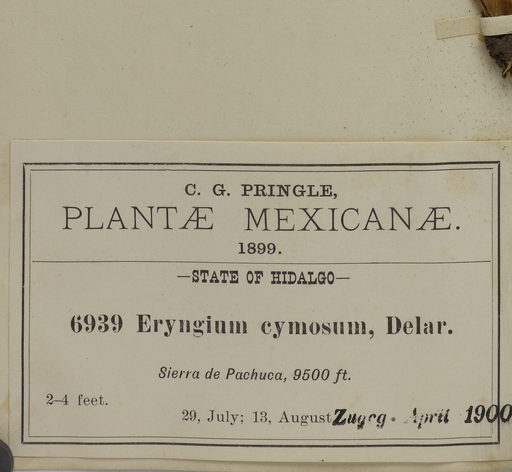 C. G. PRINGLE,
PLANTÆ MEXICANÆ.
1899.
—STATE OF HIDALGO—
6939 Eryngium cymosum, Delar.
Sierra de Pachuca, 9500 ft.
2–4 feet.
29, July; 13, August Zugeg. April 1900